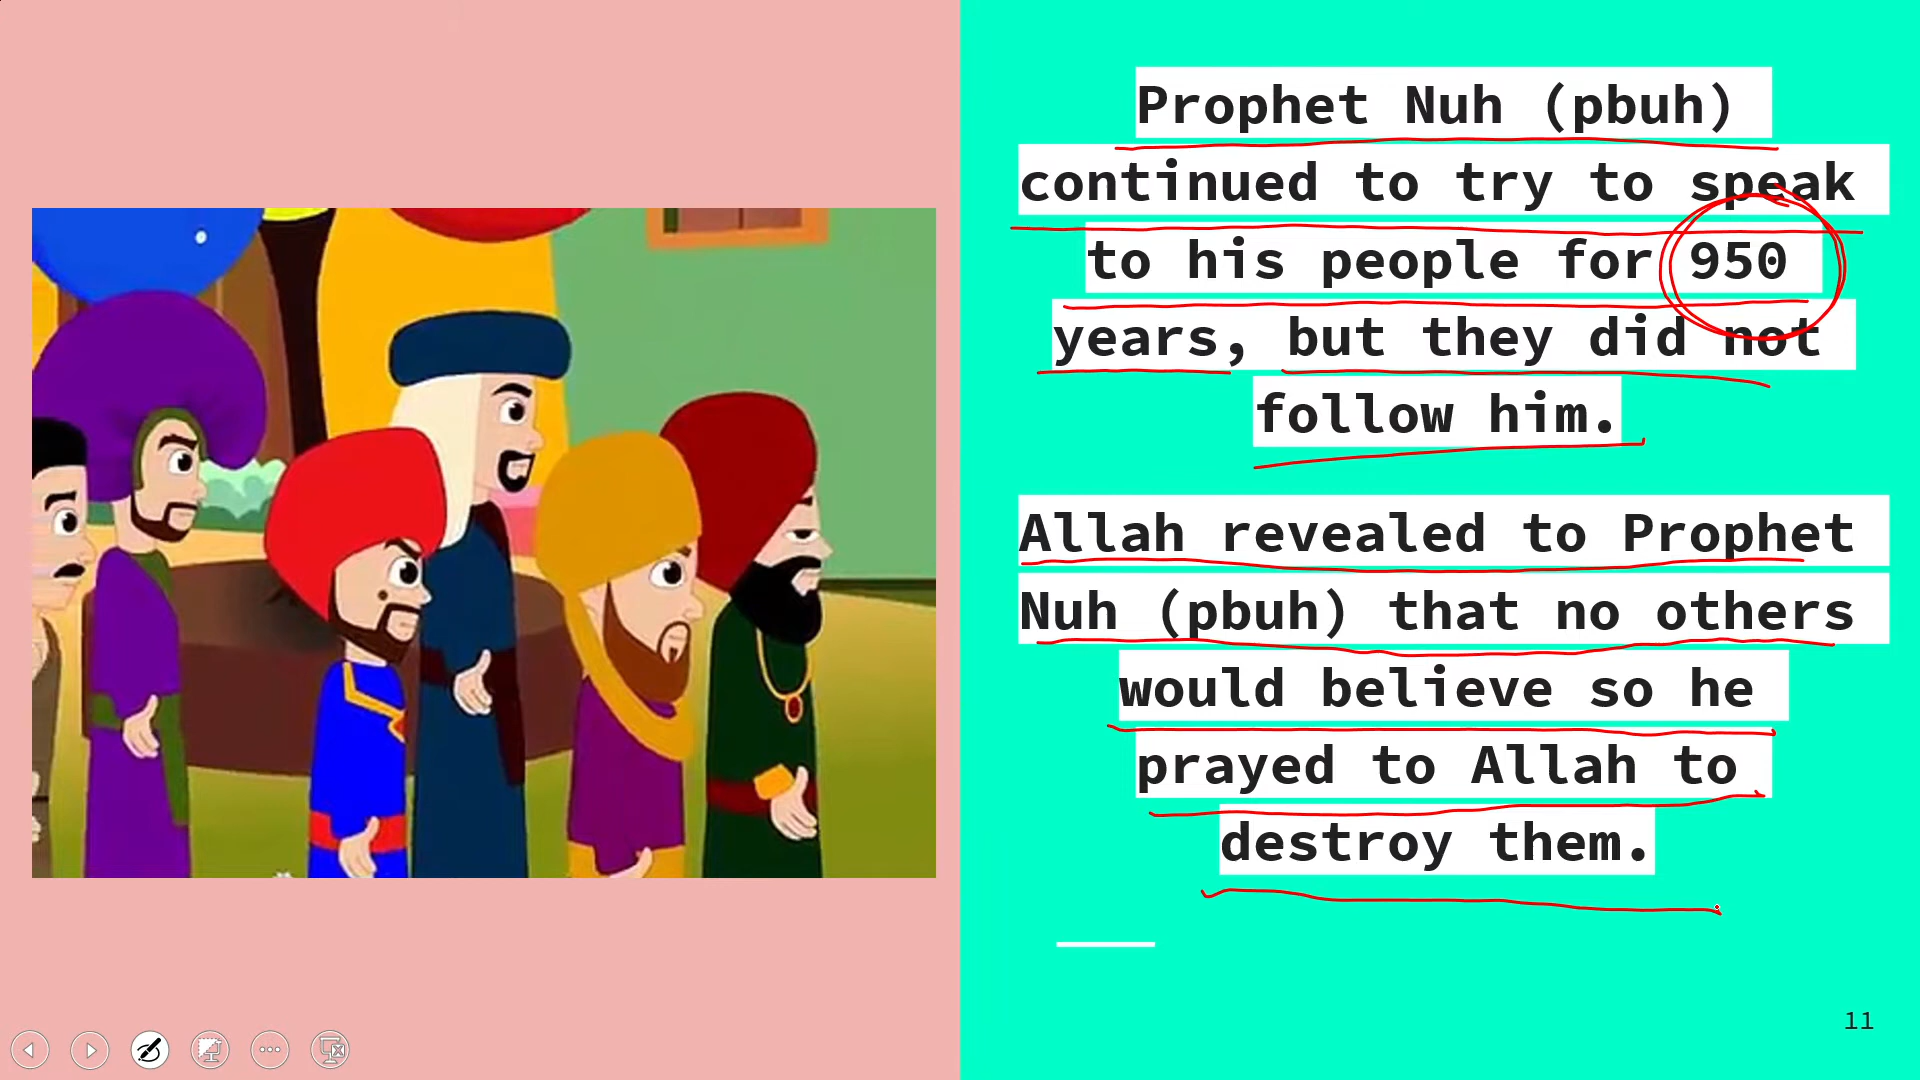 Prophet Nuh (pbuh)
continued to try to speak
to his people for 950
years, but they did not
follow him.
Allah revealed to Prophet
Nuh (pbuh) that no others
would believe so he
prayed to Allah to
destroy them.
11